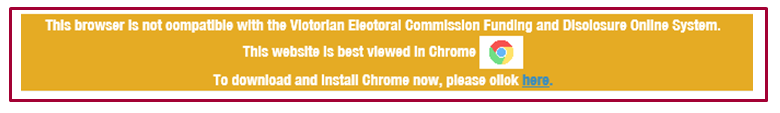 This browser is not compatible with the Victorian Electoral Commission Funding and Disclosure Online System.
This website is best viewed in Chrome
To download and install Chrome now, please click here.